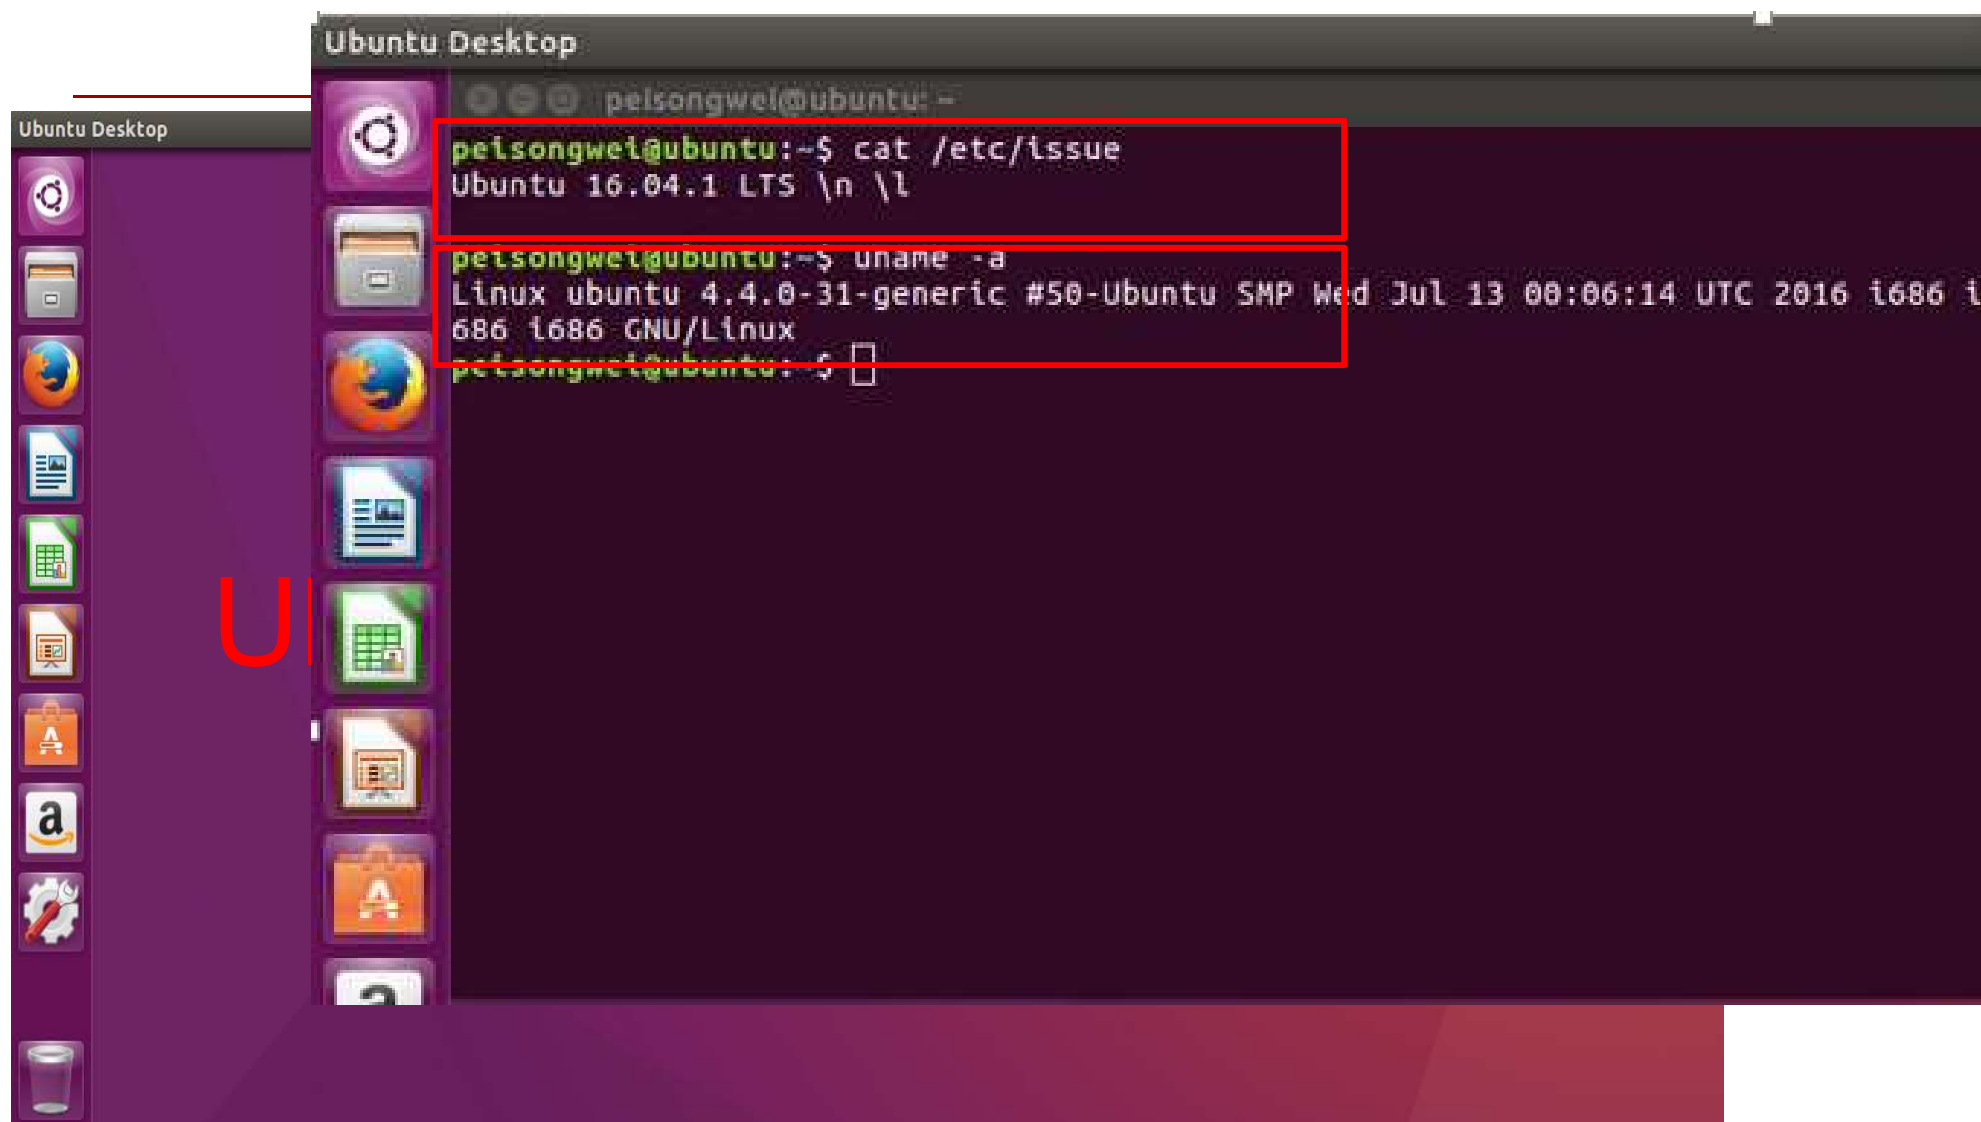 Ubuntu Desktop
peisongwei@ubuntu: ~
Ubuntu Desktop
peisongwei@ubuntu:~$ cat /etc/issue
Ubuntu 16.04.1 LTS \n \l
peisongwei@ubuntu:~$ uname -a
Linux ubuntu 4.4.0-31-generic #50-Ubuntu SMP Wed Jul 13 00:06:14 UTC 2016 i686 i
686 i686 GNU/Linux
peisongwei@ubuntu:~$